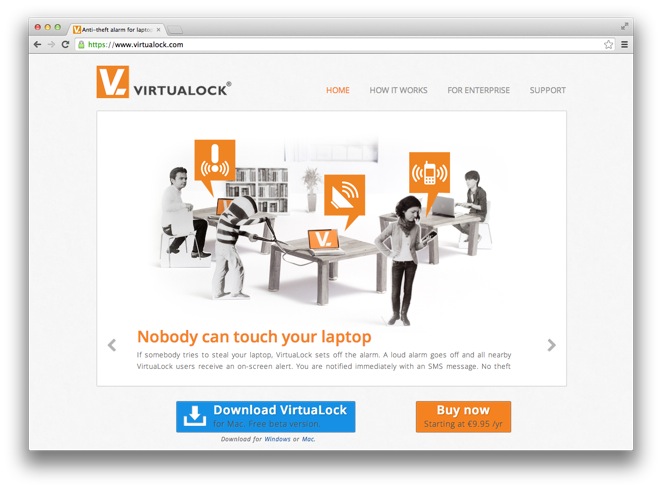 Anti-theft alarm for laptop
https://www.virtualock.com
VL VIRTUALOCK®
HOME HOW IT WORKS FOR ENTERPRISE SUPPORT
VL
VL
Nobody can touch your laptop
If somebody tries to steal your laptop, VirtuaLock sets off the alarm. A loud alarm goes off and all nearby
VirtuaLock users receive an on-screen alert. You are notified immediately with an SMS message. No theft
Download VirtuaLock
for Mac. Free beta version.
Buy now
Starting at €9.95 /yr
Download for Windows or Mac.